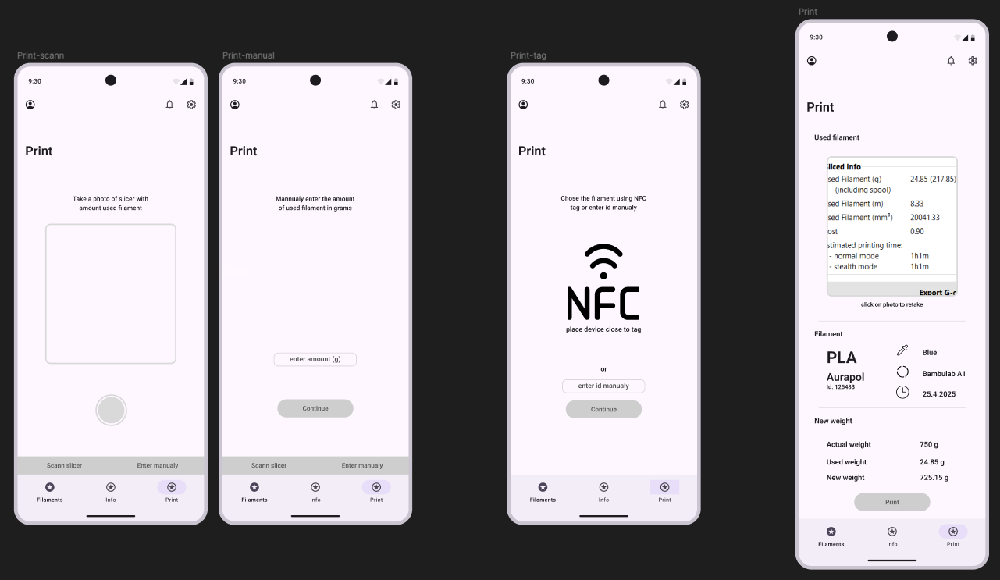 Print-scann
9:30
Print
Take a photo of slicer with
amount used filament
Scann slicer
Enter manualy
Filaments
Info
Print
Print-manual
9:30
Print
Mannualy enter the amount
of used filament in grams
enter amount (g)
Continue
Scann slicer
Enter manualy
Filaments
Info
Print
Print-tag
9:30
Print
Chose the filament using NFC
tag or enter id manualy
NFC
place device close to tag
or
enter id manualy
Continue
Filaments
Info
Print
Print
9:30
Print
Used filament
liced Info
sed Filament (g) 24.85 (217.85)
(including spool)
sed Filament (m) 8.33
sed Filament (mm³) 20041.33
ost 0.90
stimated printing time:
- normal mode 1h1m
- stealth mode 1h1m
Export G-c
click on photo to retake
Filament
PLA
Aurapol
Id: 125483
Blue
Bambulab A1
25.4.2025
New weight
Actual weight 750 g
Used weight 24.85 g
New weight 725.15 g
Print
Filaments
Info
Print